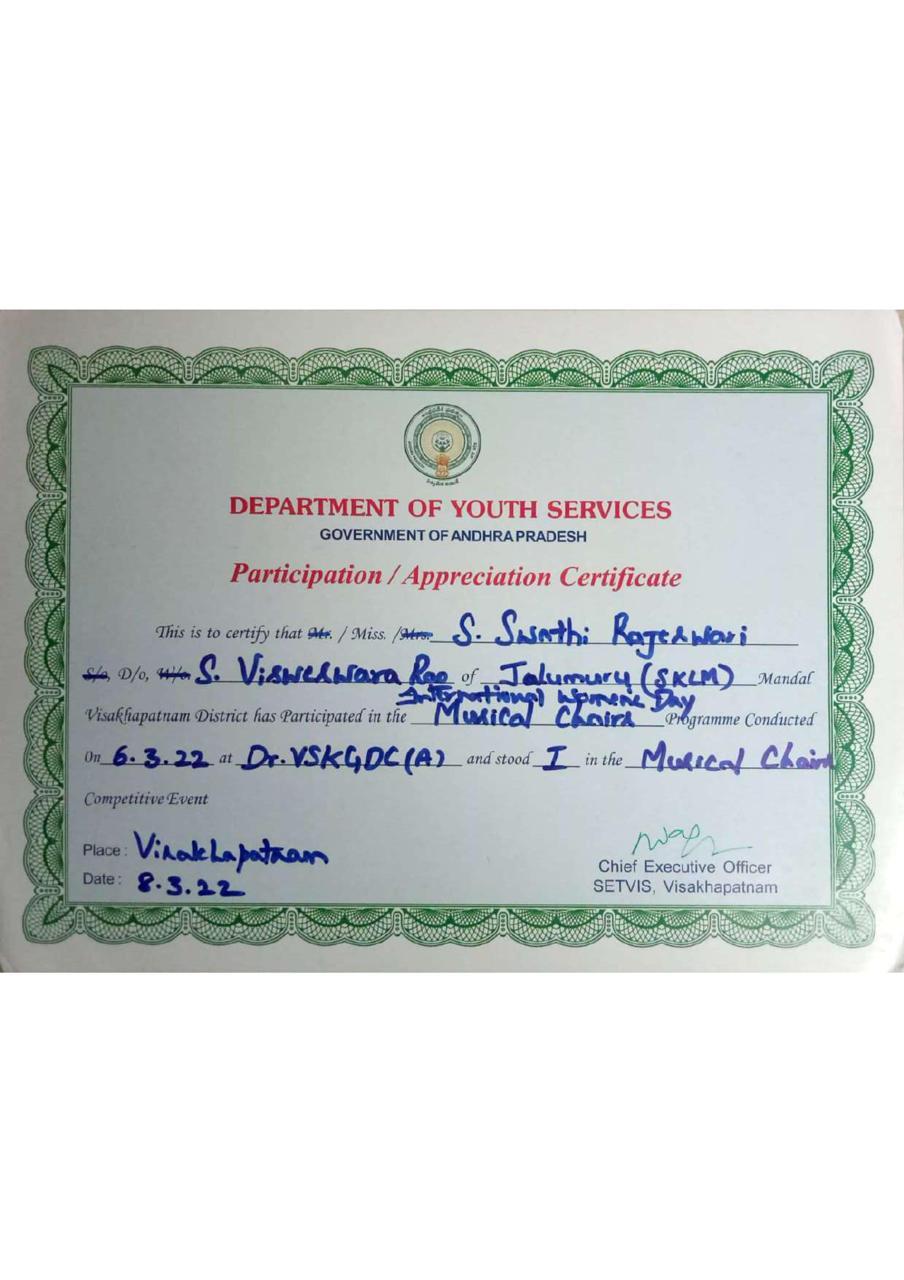 DEPARTMENT OF YOUTH SERVICES
GOVERNMENT OF ANDHRA PRADESH
Participation / Appreciation Certificate
This is to certify that Mr. / Miss. / Mrs. S. Swathi Rajeshwari
S/o, D/o, W/o S. Visweswara Rao of Jalumuru (SKLM) Mandal
International Womens Day
Visakhapatnam District has Participated in the Musical Chairs Programme Conducted
On 6.3.22 at Dr. VSKGDC (A) and stood I in the Musical Chairs
Competitive Event
Place : Visakhapatnam
Date : 8.3.22
Chief Executive Officer
SETVIS, Visakhapatnam